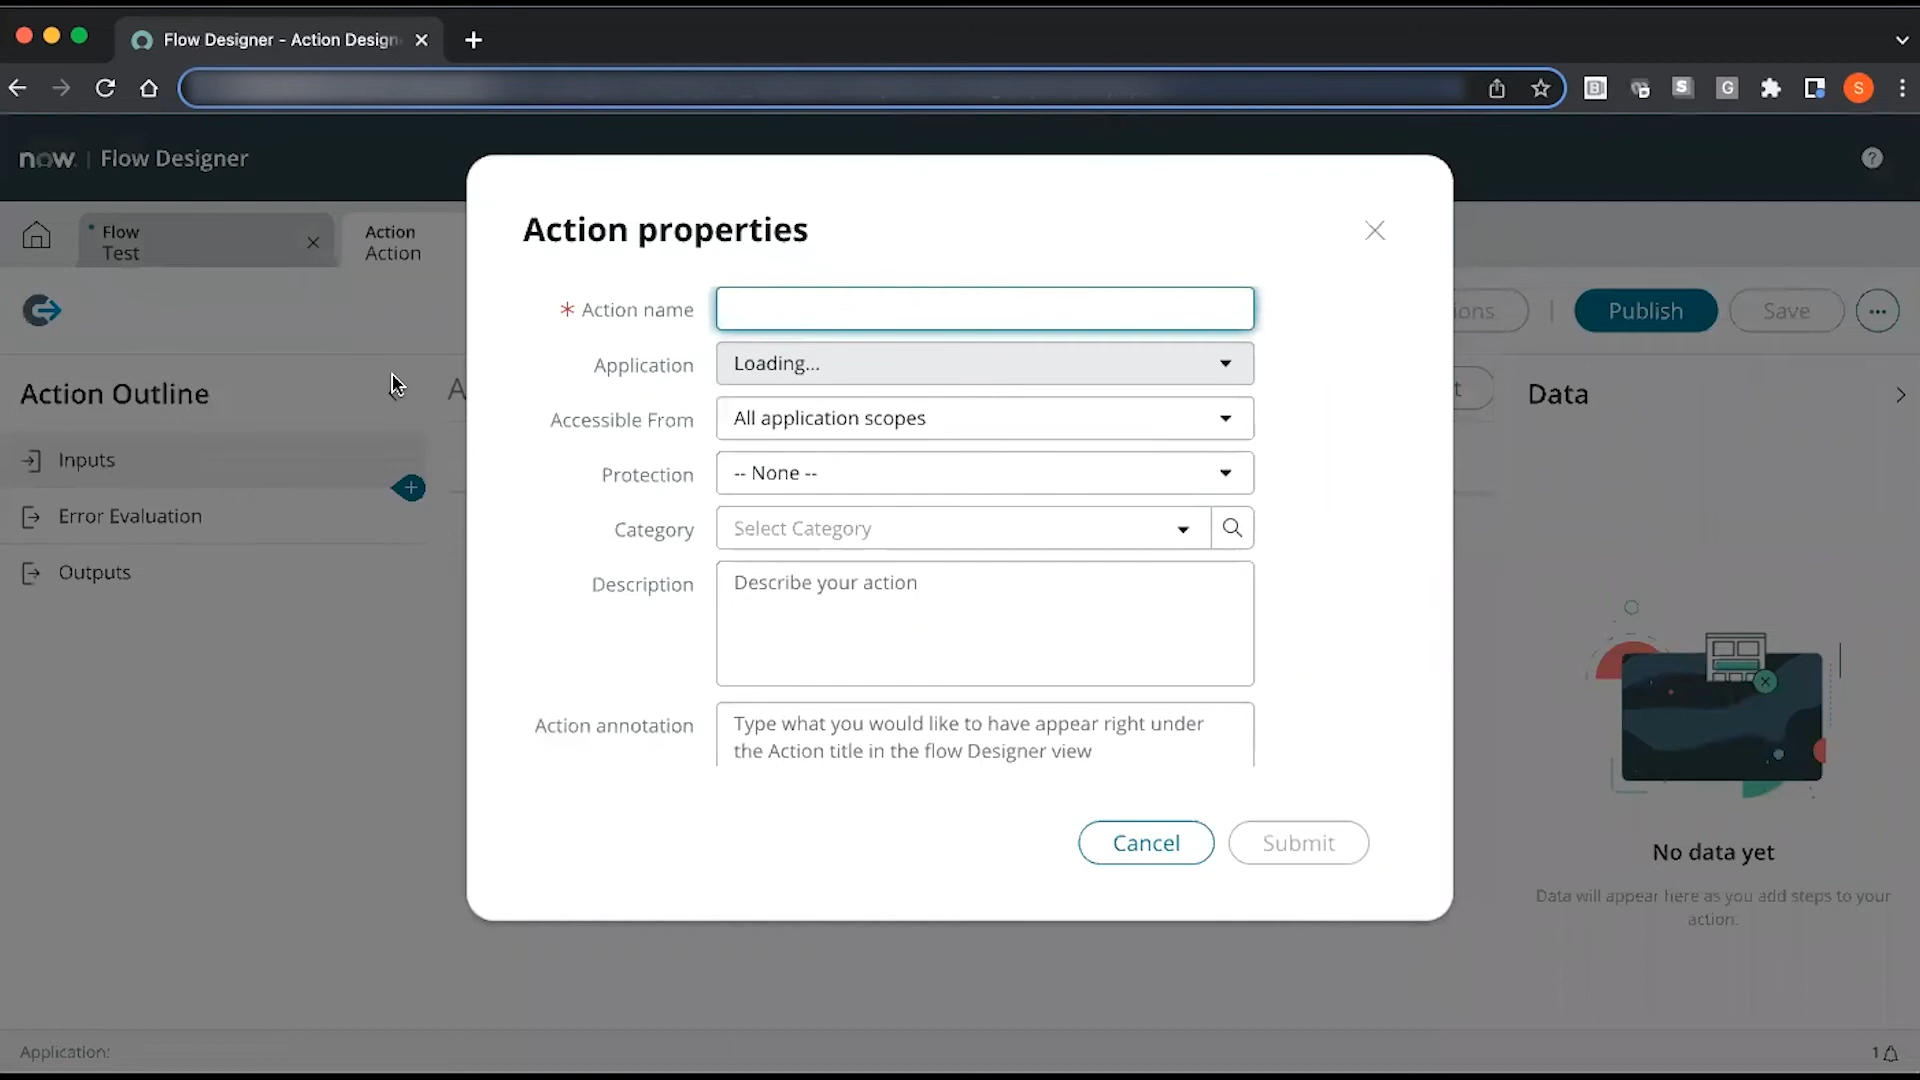 Flow Designer - Action Design
B
S
G
S
now | Flow Designer
?
Flow
Test
Action
Action
ions
Publish
Save
Action Outline
Inputs
Error Evaluation
Outputs
A
t
Data
Action properties
* Action name
Application
Loading...
Accessible From
All application scopes
Protection
-- None --
Category
Select Category
Description
Describe your action
Action annotation
Type what you would like to have appear right under
the Action title in the flow Designer view
Cancel
Submit
No data yet
Data will appear here as you add steps to your
action.
Application:
1